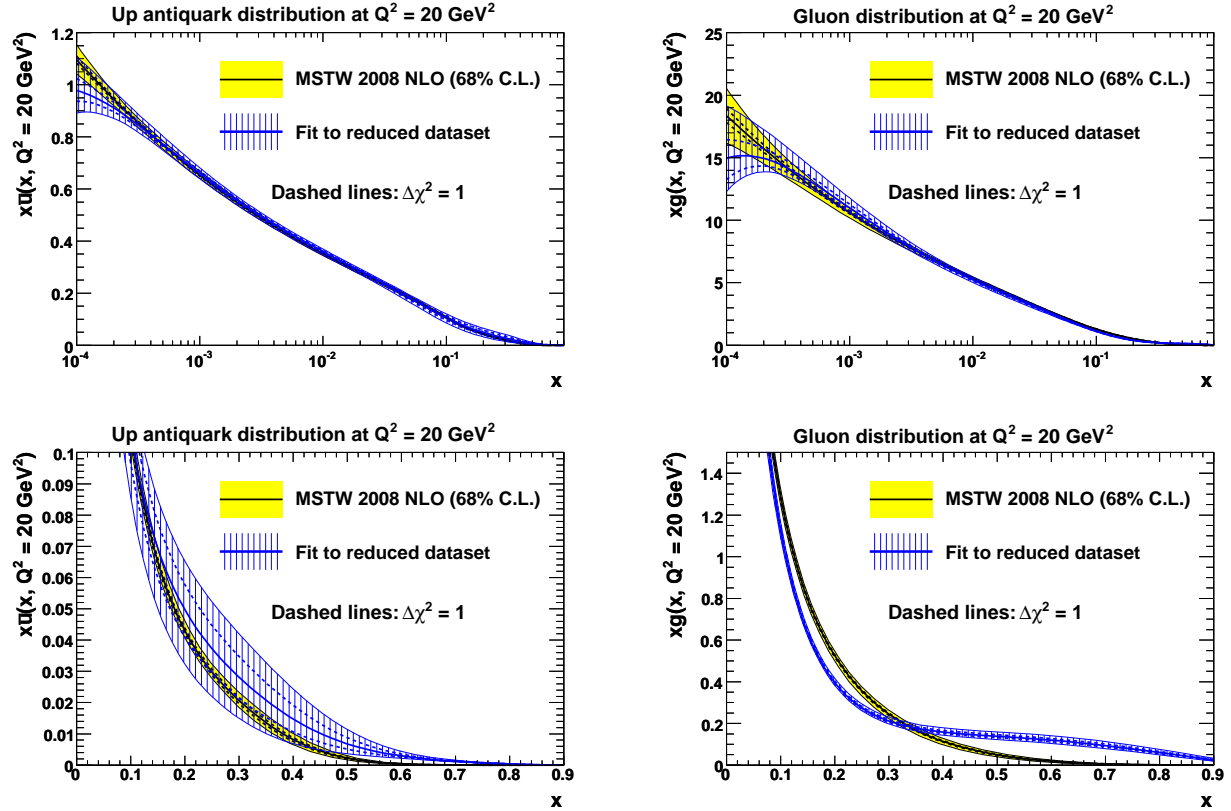 Up antiquark distribution at Q² = 20 GeV²
xu̅(x, Q² = 20 GeV²)
1.2
1
0.8
0.6
0.4
0.2
0
MSTW 2008 NLO (68% C.L.)
Fit to reduced dataset
Dashed lines: Δχ² = 1
10⁻⁴ 10⁻³ 10⁻² 10⁻¹
x
Gluon distribution at Q² = 20 GeV²
xg(x, Q² = 20 GeV²)
25
20
15
10
5
0
MSTW 2008 NLO (68% C.L.)
Fit to reduced dataset
Dashed lines: Δχ² = 1
10⁻⁴ 10⁻³ 10⁻² 10⁻¹
x
Up antiquark distribution at Q² = 20 GeV²
xu̅(x, Q² = 20 GeV²)
0.1
0.09
0.08
0.07
0.06
0.05
0.04
0.03
0.02
0.01
0
MSTW 2008 NLO (68% C.L.)
Fit to reduced dataset
Dashed lines: Δχ² = 1
0 0.1 0.2 0.3 0.4 0.5 0.6 0.7 0.8 0.9
x
Gluon distribution at Q² = 20 GeV²
xg(x, Q² = 20 GeV²)
1.4
1.2
1
0.8
0.6
0.4
0.2
0
MSTW 2008 NLO (68% C.L.)
Fit to reduced dataset
Dashed lines: Δχ² = 1
0 0.1 0.2 0.3 0.4 0.5 0.6 0.7 0.8 0.9
x